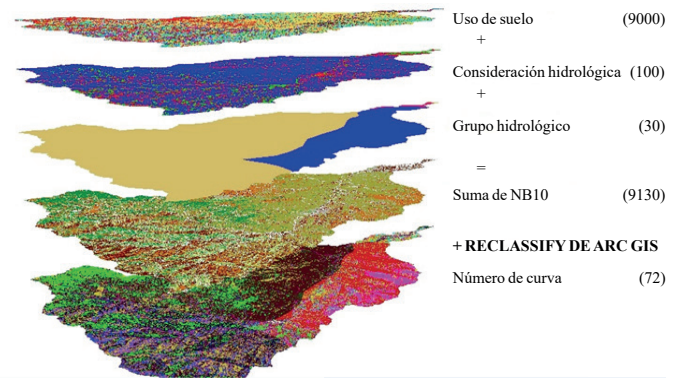 Uso de suelo (9000)
+
Consideración hidrológica (100)
+
Grupo hidrológico (30)
=
Suma de NB10 (9130)
+ RECLASSIFY DE ARC GIS
Número de curva (72)